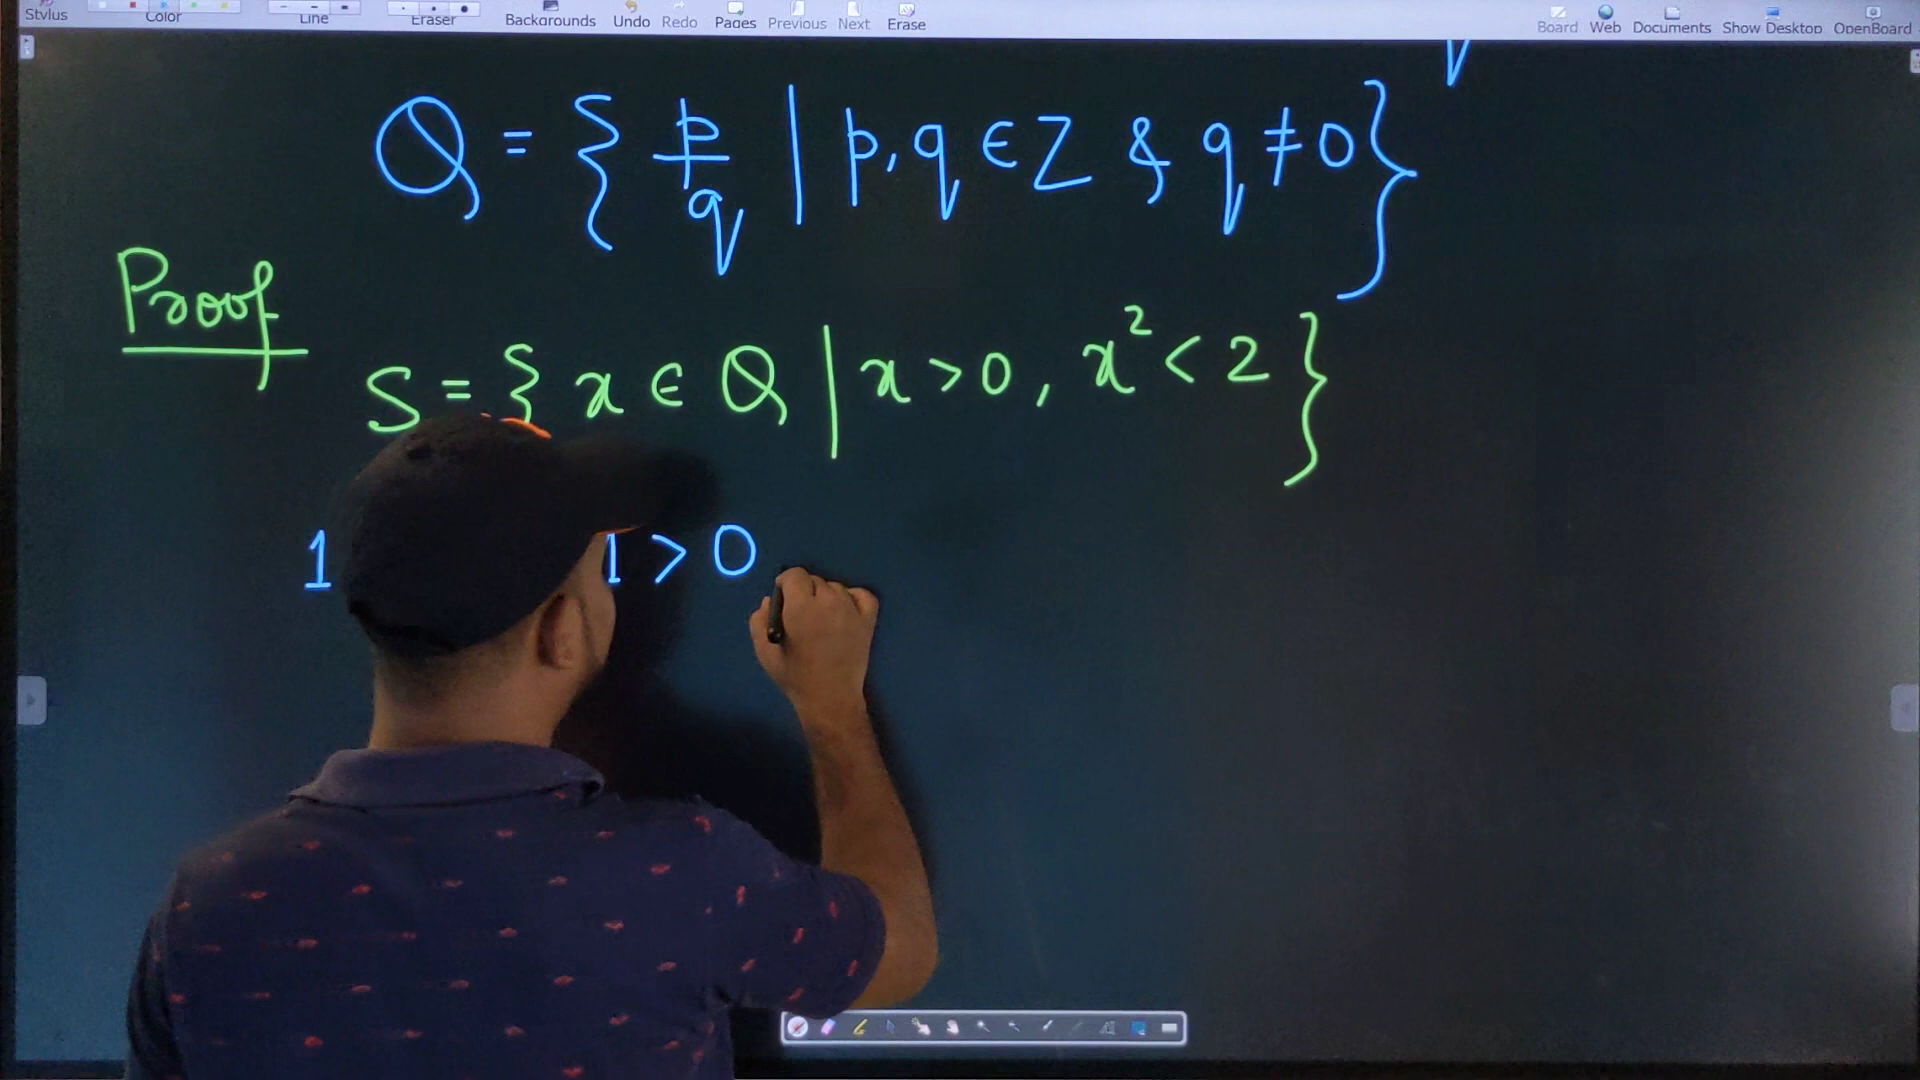 Stylus Color Line Eraser Backgrounds Undo Redo Pages Previous Next Erase Board Web Documents Show Desktop OpenBoard
Q = { p/q | p, q ∈ Z & q ≠ 0 }
Proof
S = { x ∈ Q | x > 0, x² < 2 }
1 1 > 0